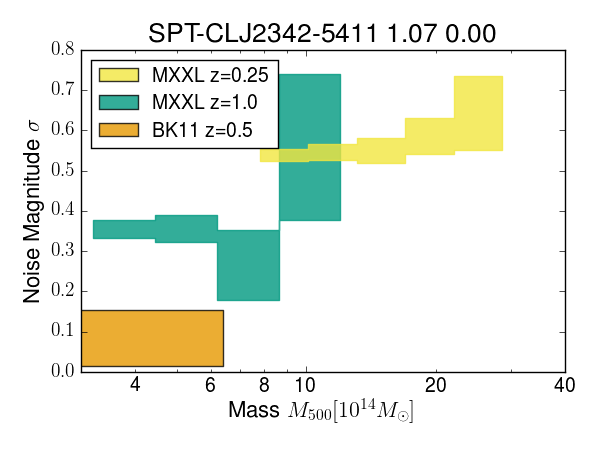 SPT-CLJ2342-5411 1.07 0.00
0.8
0.7
0.6
0.5
0.4
0.3
0.2
0.1
0.0
Noise Magnitude σ
MXXL z=0.25
MXXL z=1.0
BK11 z=0.5
4 6 8 10 20 40
Mass M₅₀₀[10¹⁴M⊙]